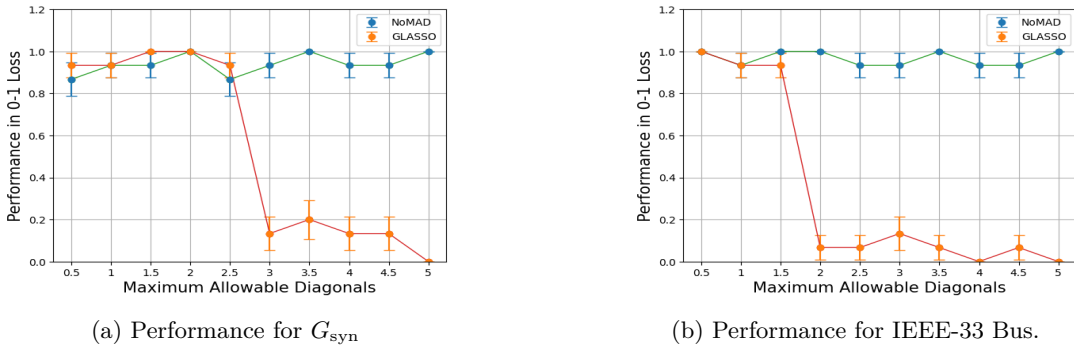 NoMAD
GLASSO
Performance in 0-1 Loss
1.2
1.0
0.8
0.6
0.4
0.2
0.0
0.5 1 1.5 2 2.5 3 3.5 4 4.5 5
Maximum Allowable Diagonals
(a) Performance for G_syn
NoMAD
GLASSO
Performance in 0-1 Loss
1.2
1.0
0.8
0.6
0.4
0.2
0.0
0.5 1 1.5 2 2.5 3 3.5 4 4.5 5
Maximum Allowable Diagonals
(b) Performance for IEEE-33 Bus.